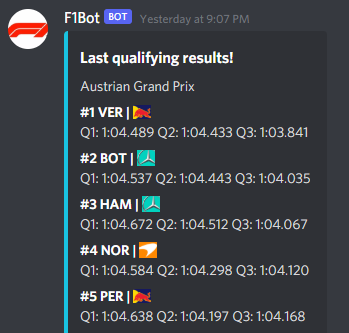 F1Bot BOT Yesterday at 9:07 PM
Last qualifying results!
Austrian Grand Prix
#1 VER |
Q1: 1:04.489 Q2: 1:04.433 Q3: 1:03.841
#2 BOT |
Q1: 1:04.537 Q2: 1:04.443 Q3: 1:04.035
#3 HAM |
Q1: 1:04.672 Q2: 1:04.512 Q3: 1:04.067
#4 NOR |
Q1: 1:04.584 Q2: 1:04.298 Q3: 1:04.120
#5 PER |
Q1: 1:04.638 Q2: 1:04.197 Q3: 1:04.168